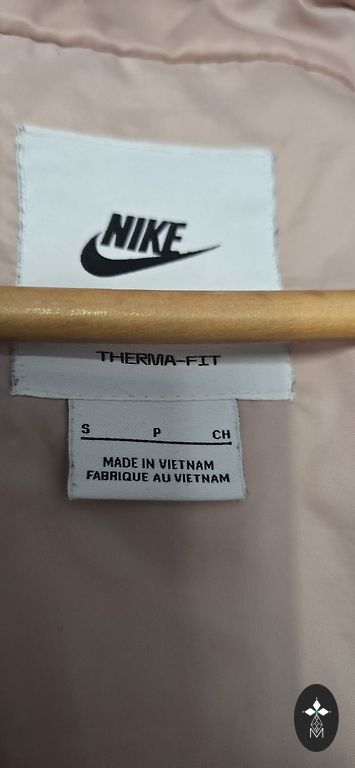 NIKE
THERMA-FIT
S P CH
MADE IN VIETNAM
FABRIQUE AU VIETNAM
M